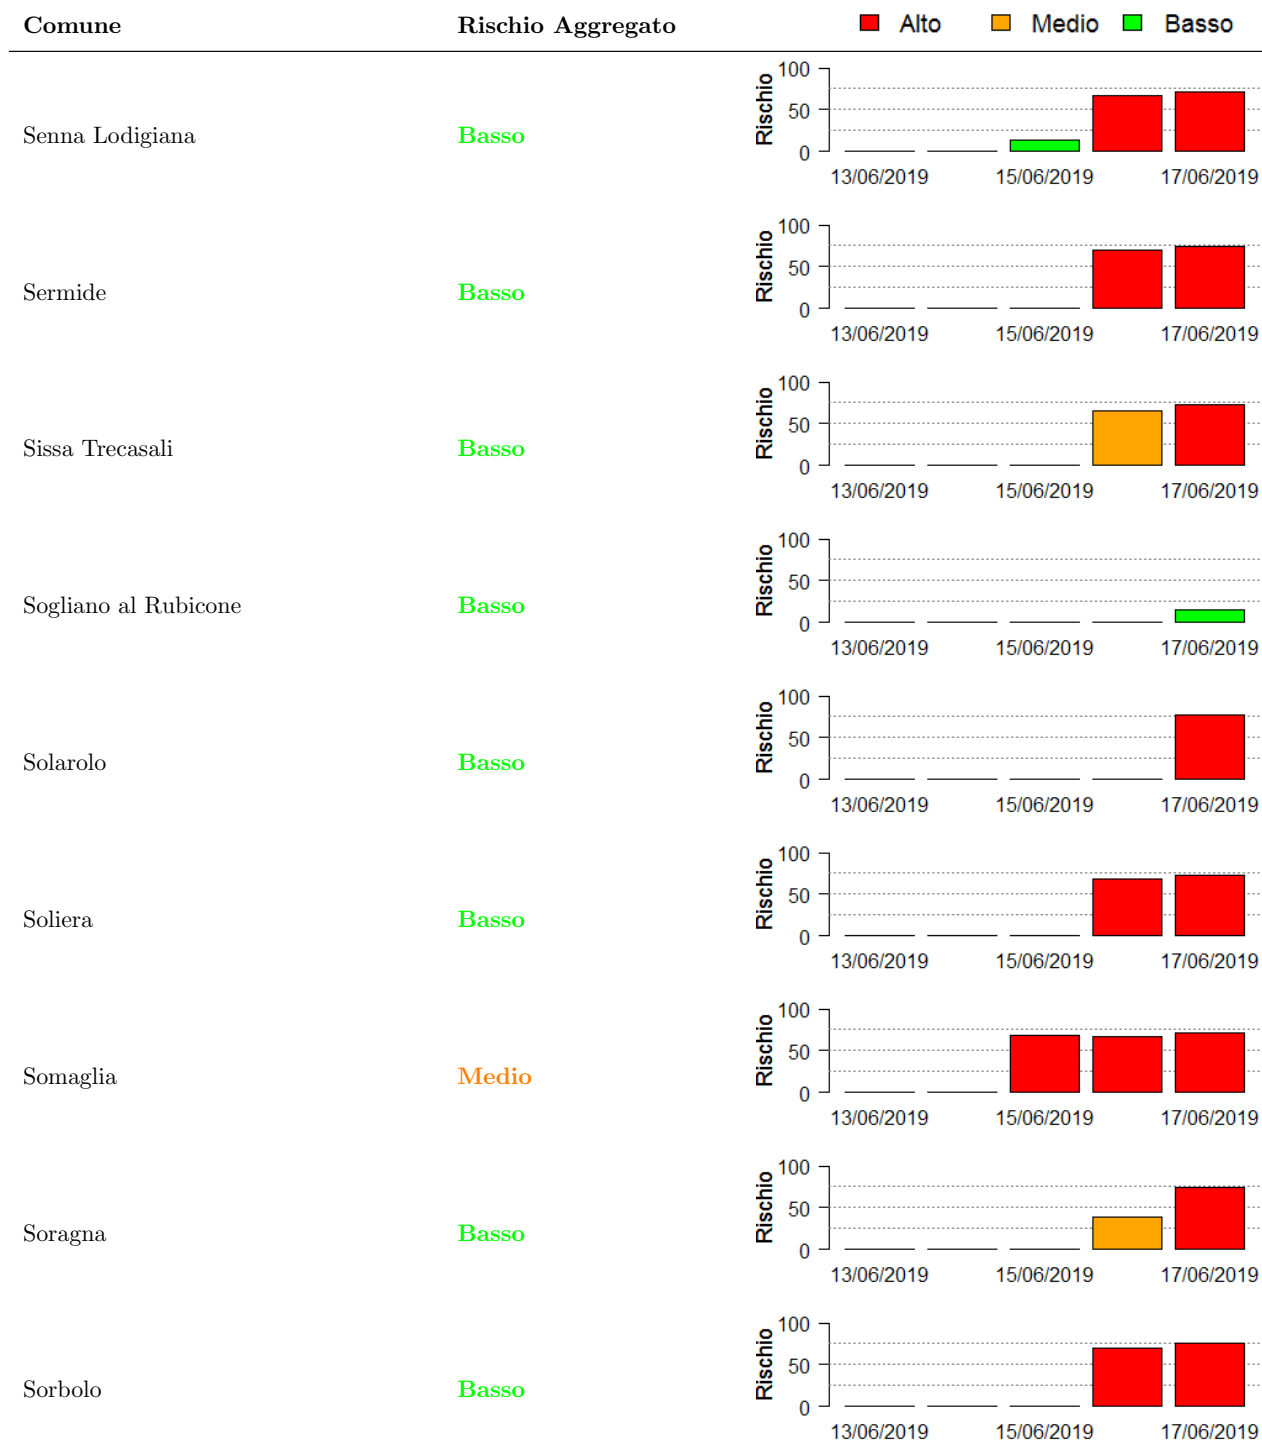 Comune Rischio Aggregato Alto Medio Basso
Senna Lodigiana Basso Rischio 100 50 0
13/06/2019 15/06/2019 17/06/2019
Sermide Basso Rischio 100 50 0
13/06/2019 15/06/2019 17/06/2019
Sissa Trecasali Basso Rischio 100 50 0
13/06/2019 15/06/2019 17/06/2019
Sogliano al Rubicone Basso Rischio 100 50 0
13/06/2019 15/06/2019 17/06/2019
Solarolo Basso Rischio 100 50 0
13/06/2019 15/06/2019 17/06/2019
Soliera Basso Rischio 100 50 0
13/06/2019 15/06/2019 17/06/2019
Somaglia Medio Rischio 100 50 0
13/06/2019 15/06/2019 17/06/2019
Soragna Basso Rischio 100 50 0
13/06/2019 15/06/2019 17/06/2019
Sorbolo Basso Rischio 100 50 0
13/06/2019 15/06/2019 17/06/2019